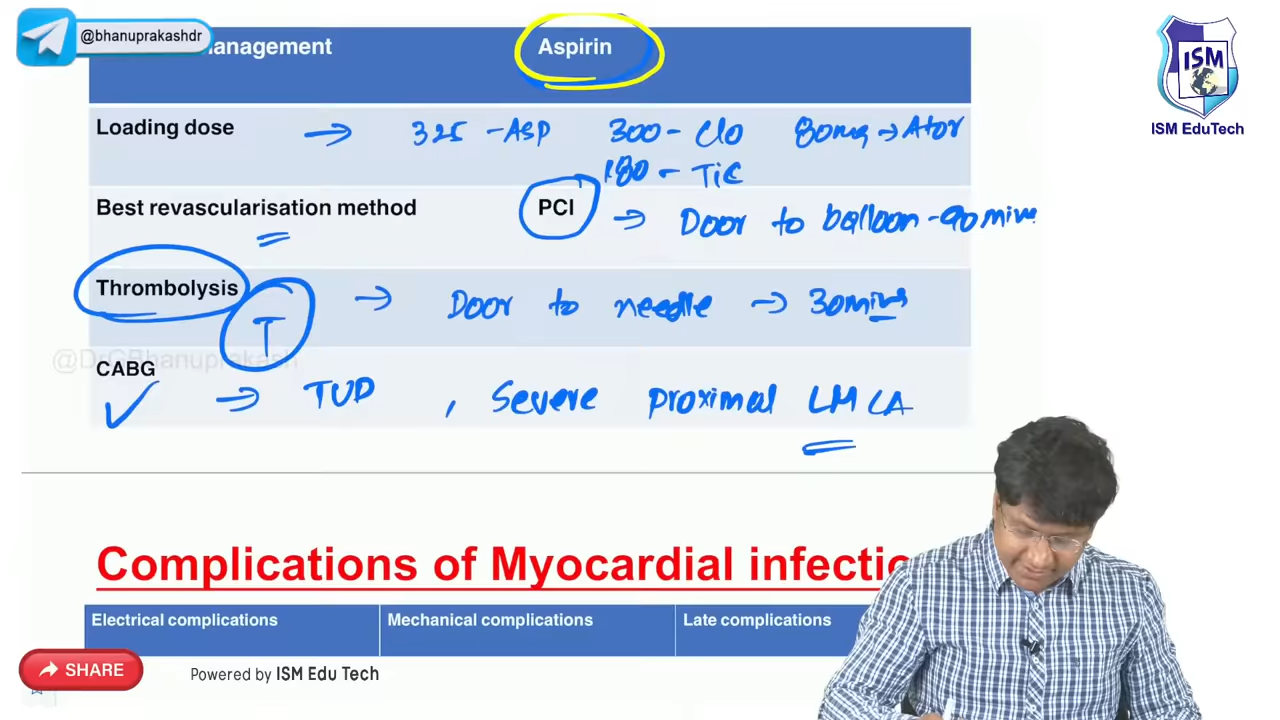 @bhanuprakashdr
anagement
Aspirin
ISM
ISM EduTech
Loading dose → 325 - Asp 300 - Clo 80mg → Ator
180 - Tic
Best revascularisation method PCI → Door to balloon - 90 mins
Thrombolysis → Door to needle → 30mins
T
@DrGBhanuprakash
CABG → TVD , Severe proximal LMCA
Complications of Myocardial infectio
Electrical complications Mechanical complications Late complications
SHARE
Powered by ISM Edu Tech